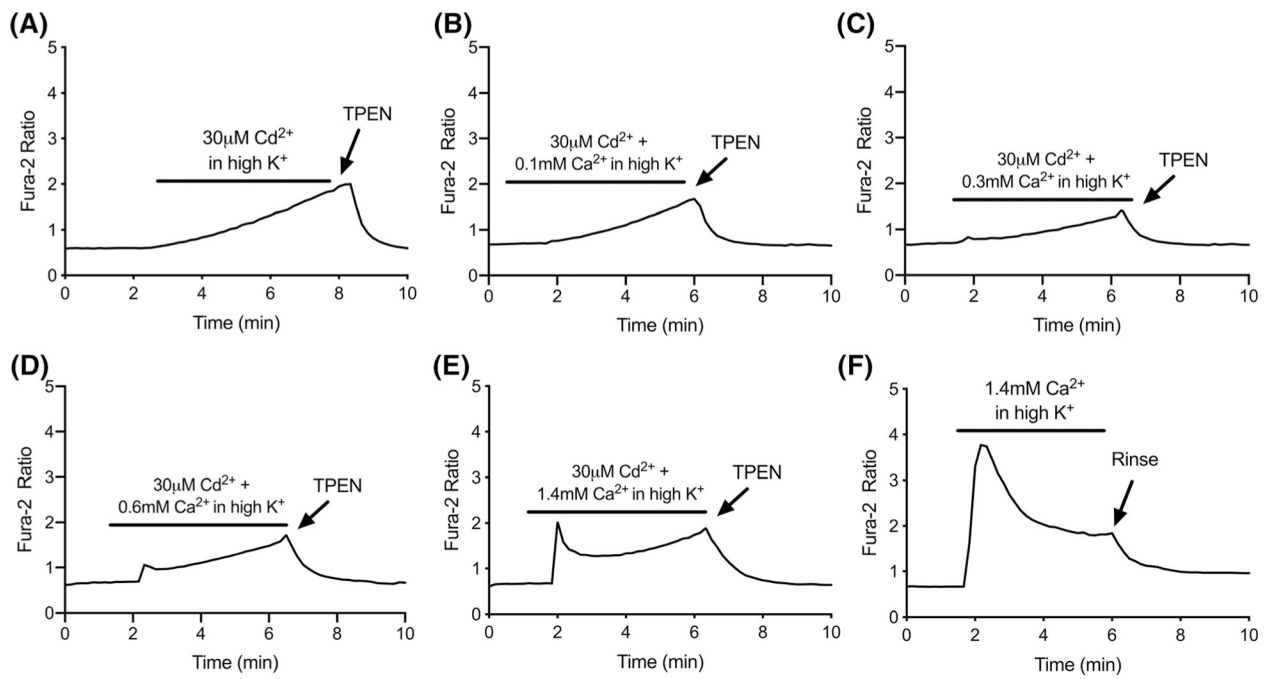 (A)
5
4
3
2
1
0
Fura-2 Ratio
30μM Cd2+
in high K+
TPEN
0 2 4 6 8 10
Time (min)
(B)
5
4
3
2
1
0
Fura-2 Ratio
30μM Cd2+ +
0.1mM Ca2+ in high K+
TPEN
0 2 4 6 8 10
Time (min)
(C)
5
4
3
2
1
0
Fura-2 Ratio
30μM Cd2+ +
0.3mM Ca2+ in high K+
TPEN
0 2 4 6 8 10
Time (min)
(D)
5
4
3
2
1
0
Fura-2 Ratio
30μM Cd2+ +
0.6mM Ca2+ in high K+
TPEN
0 2 4 6 8 10
Time (min)
(E)
5
4
3
2
1
0
Fura-2 Ratio
30μM Cd2+ +
1.4mM Ca2+ in high K+
TPEN
0 2 4 6 8 10
Time (min)
(F)
5
4
3
2
1
0
Fura-2 Ratio
1.4mM Ca2+
in high K+
Rinse
0 2 4 6 8 10
Time (min)